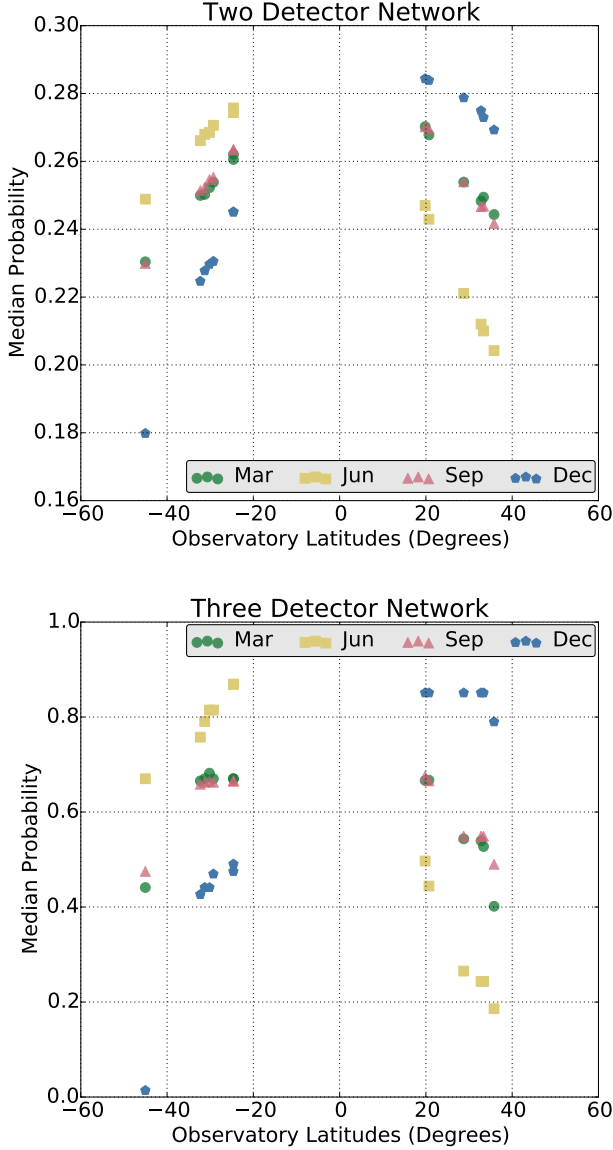 Two Detector Network
0.30
0.28
0.26
0.24
0.22
0.20
0.18
0.16
Median Probability
Mar Jun Sep Dec
−60 −40 −20 0 20 40 60
Observatory Latitudes (Degrees)
Three Detector Network
Mar Jun Sep Dec
1.0
0.8
0.6
0.4
0.2
0.0
Median Probability
−60 −40 −20 0 20 40 60
Observatory Latitudes (Degrees)